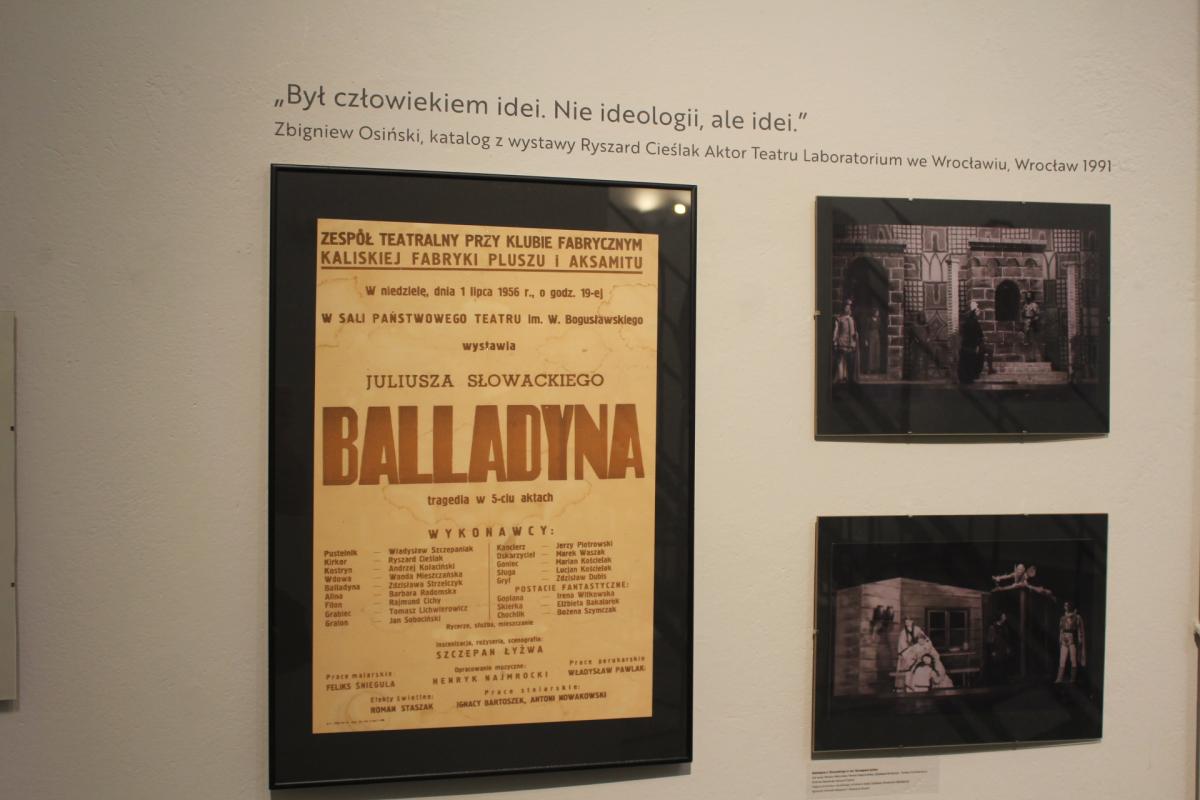 „Był człowiekiem idei. Nie ideologii, ale idei.”
Zbigniew Osiński, katalog z wystawy Ryszard Cieślak Aktor Teatru Laboratorium we Wrocławiu, Wrocław 1991
ZESPÓŁ TEATRALNY PRZY KLUBIE FABRYCZNYM
KALISKIEJ FABRYKI PLUSZU i AKSAMITU
W niedzielę, dnia 1 lipca 1956 r., o godz. 19-ej
W SALI PAŃSTWOWEGO TEATRU im. W. Bogusławskiego
wystawia
JULIUSZA SŁOWACKIEGO
BALLADYNA
tragedia w 5-ciu aktach
WYKONAWCY:
Pustelnik — Władysław Szczepaniak
Kirkor — Ryszard Cieślak
Kostryn — Andrzej Kołaciński
Wdowa — Wanda Mieszczańska
Balladyna — Zdzisława Strzelczyk
Alina — Barbara Radomska
Filon — Rajmund Cichy
Grabiec — Tomasz Lichwierowicz
Gralon — Jan Sobociński
Kanclerz — Jerzy Piotrowski
Oskarżyciel — Marek Waszak
Goniec — Marian Kościelak
Sługa — Lucjan Kościelak
Gryf — Zdzisław Dubis
POSTACIE FANTASTYCZNE:
Goplana — Irena Witkowska
Skierka — Elżbieta Bakalarek
Chochlik — Bożena Szymczak
Rycerze, służba, mieszczanie
Inscenizacja, reżyseria, scenografia:
SZCZEPAN ŁYŻWA
Opracowanie muzyczne:
HENRYK NAJMROCKI
Prace malarskie:
FELIKS ŚNIEGULA
Prace perukarskie
WŁADYSŁAW PAWLAK
Efekty świetlne:
ROMAN STASZAK
Prace stolarskie:
IGNACY BARTOSZEK, ANTONI NOWAKOWSKI